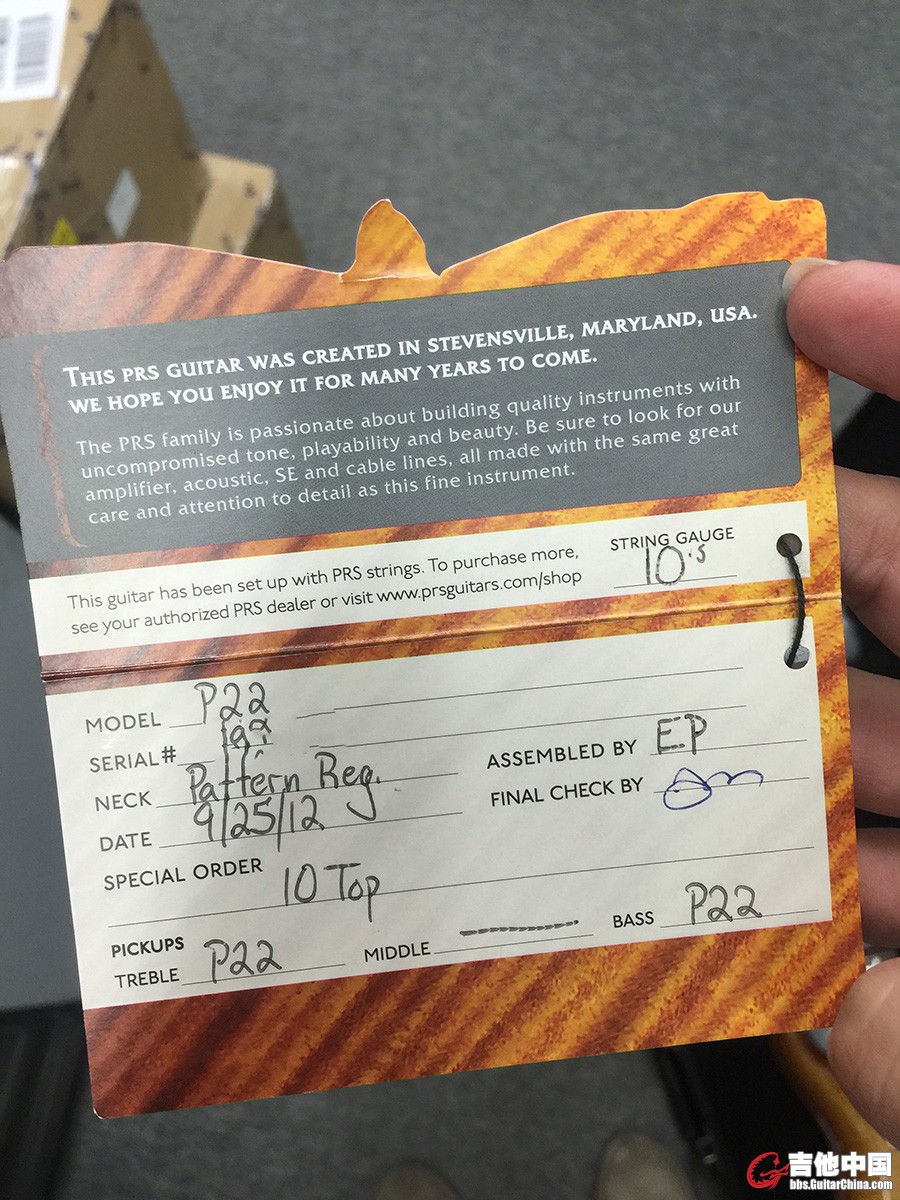 THIS PRS GUITAR WAS CREATED IN STEVENSVILLE, MARYLAND, USA.
WE HOPE YOU ENJOY IT FOR MANY YEARS TO COME.
The PRS family is passionate about building quality instruments with
uncompromised tone, playability and beauty. Be sure to look for our
amplifier, acoustic, SE and cable lines, all made with the same great
care and attention to detail as this fine instrument.
This guitar has been set up with PRS strings. To purchase more,
see your authorized PRS dealer or visit www.prsguitars.com/shop
STRING GAUGE
10's
MODEL P22
SERIAL#
NECK Pattern Reg.
DATE 9/25/12
ASSEMBLED BY EP
FINAL CHECK BY
SPECIAL ORDER 10 Top
PICKUPS
TREBLE P22 MIDDLE BASS P22
吉他中国
bbs.GuitarChina.com